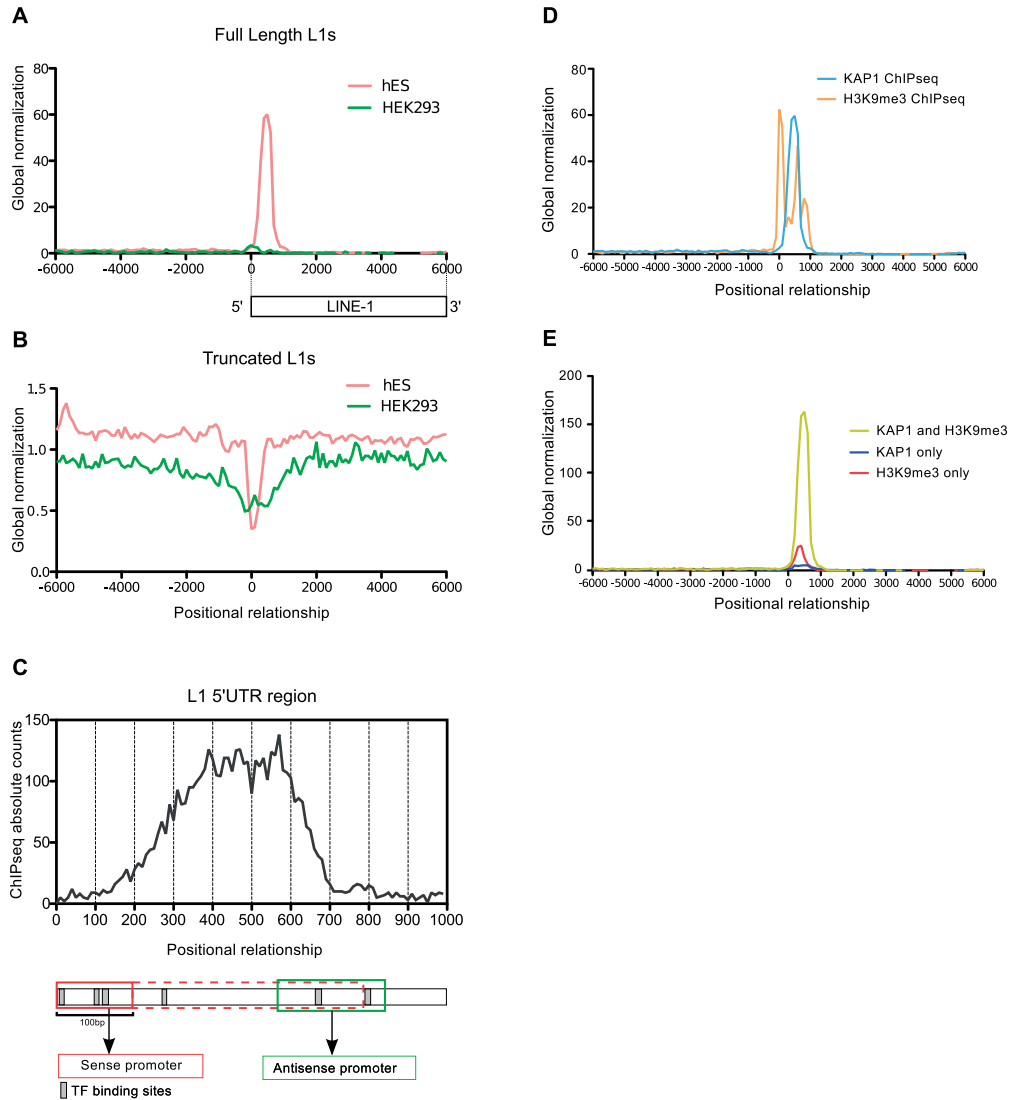 A
Full Length L1s
Global normalization
80
60
40
20
0
hES
HEK293
-6000 -4000 -2000 0 2000 4000 6000
5' LINE-1 3'
B
Truncated L1s
Global normalization
1.5
1.0
0.5
0.0
hES
HEK293
-6000 -4000 -2000 0 2000 4000 6000
Positional relationship
C
L1 5'UTR region
ChIPseq absolute counts
150
100
50
0
0 100 200 300 400 500 600 700 800 900 1000
Positional relationship
100bp
Sense promoter
Antisense promoter
TF binding sites
D
Global normalization
80
60
40
20
0
KAP1 ChIPseq
H3K9me3 ChIPseq
-6000 -5000 -4000 -3000 -2000 -1000 0 1000 2000 3000 4000 5000 6000
Positional relationship
E
Global normalization
200
150
100
50
0
KAP1 and H3K9me3
KAP1 only
H3K9me3 only
-6000 -5000 -4000 -3000 -2000 -1000 0 1000 2000 3000 4000 5000 6000
Positional relationship